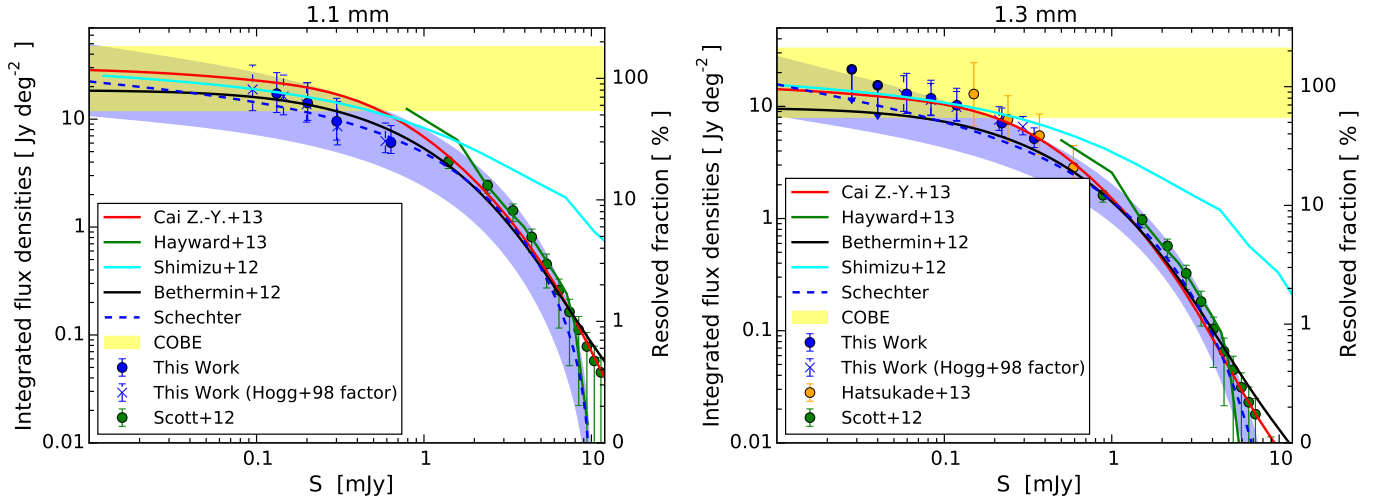 1.1 mm
Integrated flux densities [ Jy deg⁻² ]
10
1
0.1
0.01
Cai Z.-Y.+13
Hayward+13
Shimizu+12
Bethermin+12
Schechter
COBE
This Work
This Work (Hogg+98 factor)
Scott+12
100
10
1
0
Resolved fraction [ % ]
0.1
1
10
S [mJy]
1.3 mm
Integrated flux densities [ Jy deg⁻² ]
10
1
0.1
0.01
Cai Z.-Y.+13
Hayward+13
Bethermin+12
Shimizu+12
Schechter
COBE
This Work
This Work (Hogg+98 factor)
Hatsukade+13
Scott+12
100
10
1
0
Resolved fraction [ % ]
0.1
1
10
S [mJy]